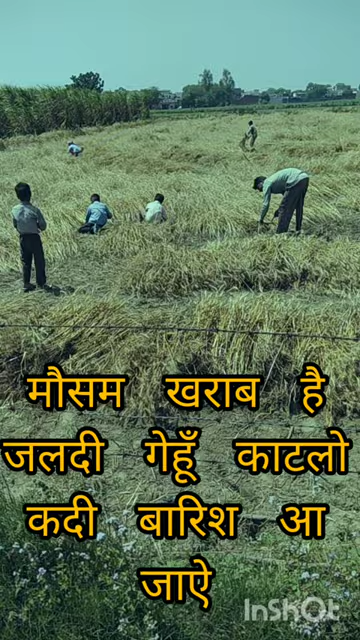 मौसम खराब है
जलदी गेहूँ काटलो
कदी बारिश आ
जाऐ
InShOt